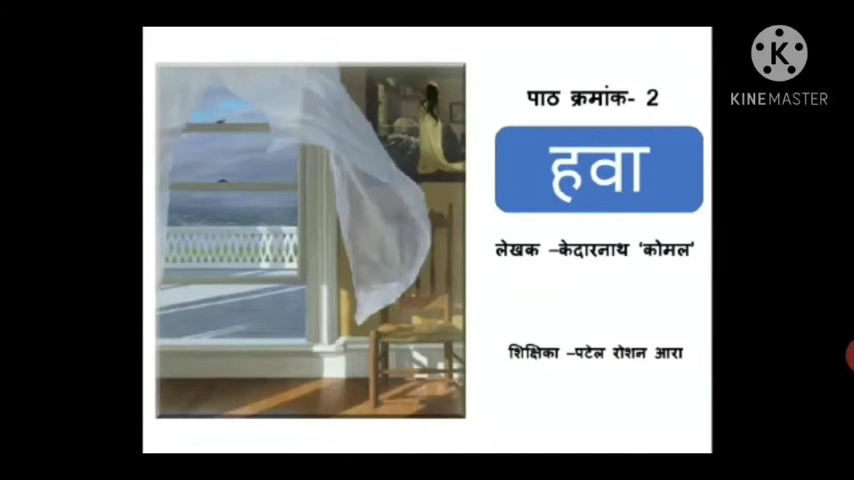 पाठ क्रमांक- 2
हवा
लेखक –केदारनाथ 'कोमल'
शिक्षिका –पटेल रोशन आरा
K
KINEMASTER